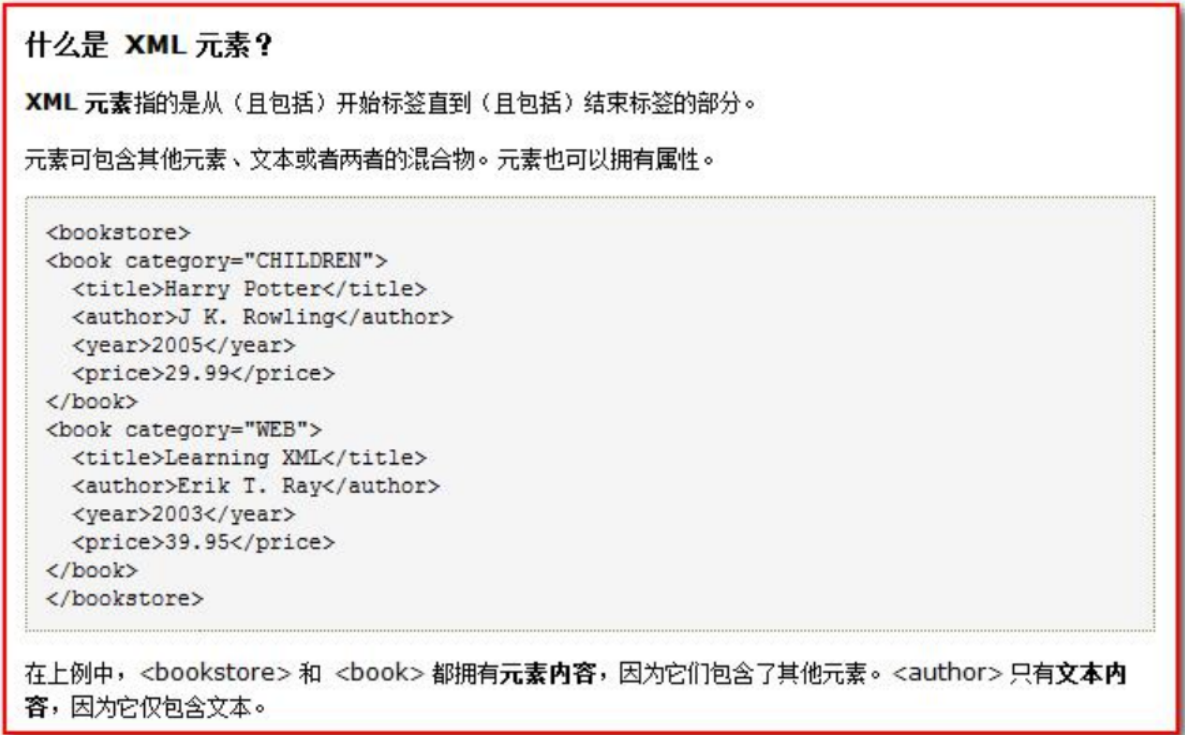 什么是 XML 元素?
XML 元素指的是从（且包括）开始标签直到（且包括）结束标签的部分。
元素可包含其他元素、文本或者两者的混合物。元素也可以拥有属性。
<bookstore>
<book category="CHILDREN">
  <title>Harry Potter</title>
  <author>J K. Rowling</author>
  <year>2005</year>
  <price>29.99</price>
</book>
<book category="WEB">
  <title>Learning XML</title>
  <author>Erik T. Ray</author>
  <year>2003</year>
  <price>39.95</price>
</book>
</bookstore>
在上例中，<bookstore> 和 <book> 都拥有元素内容，因为它们包含了其他元素。<author> 只有文本内
容，因为它仅包含文本。